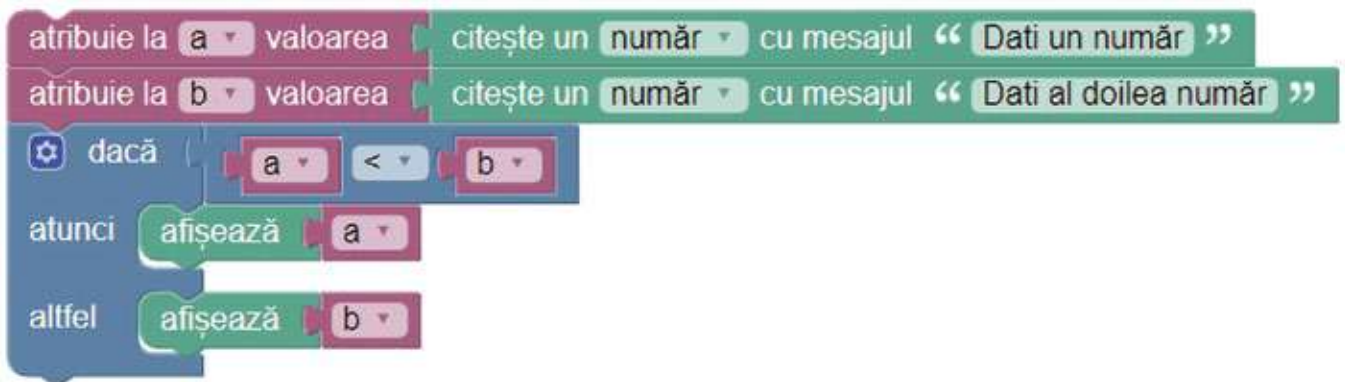 atribuie la a valoarea citește un număr cu mesajul “ Dati un număr ”
atribuie la b valoarea citește un număr cu mesajul “ Dati al doilea număr ”
dacă a < b
atunci afișează a
altfel afișează b